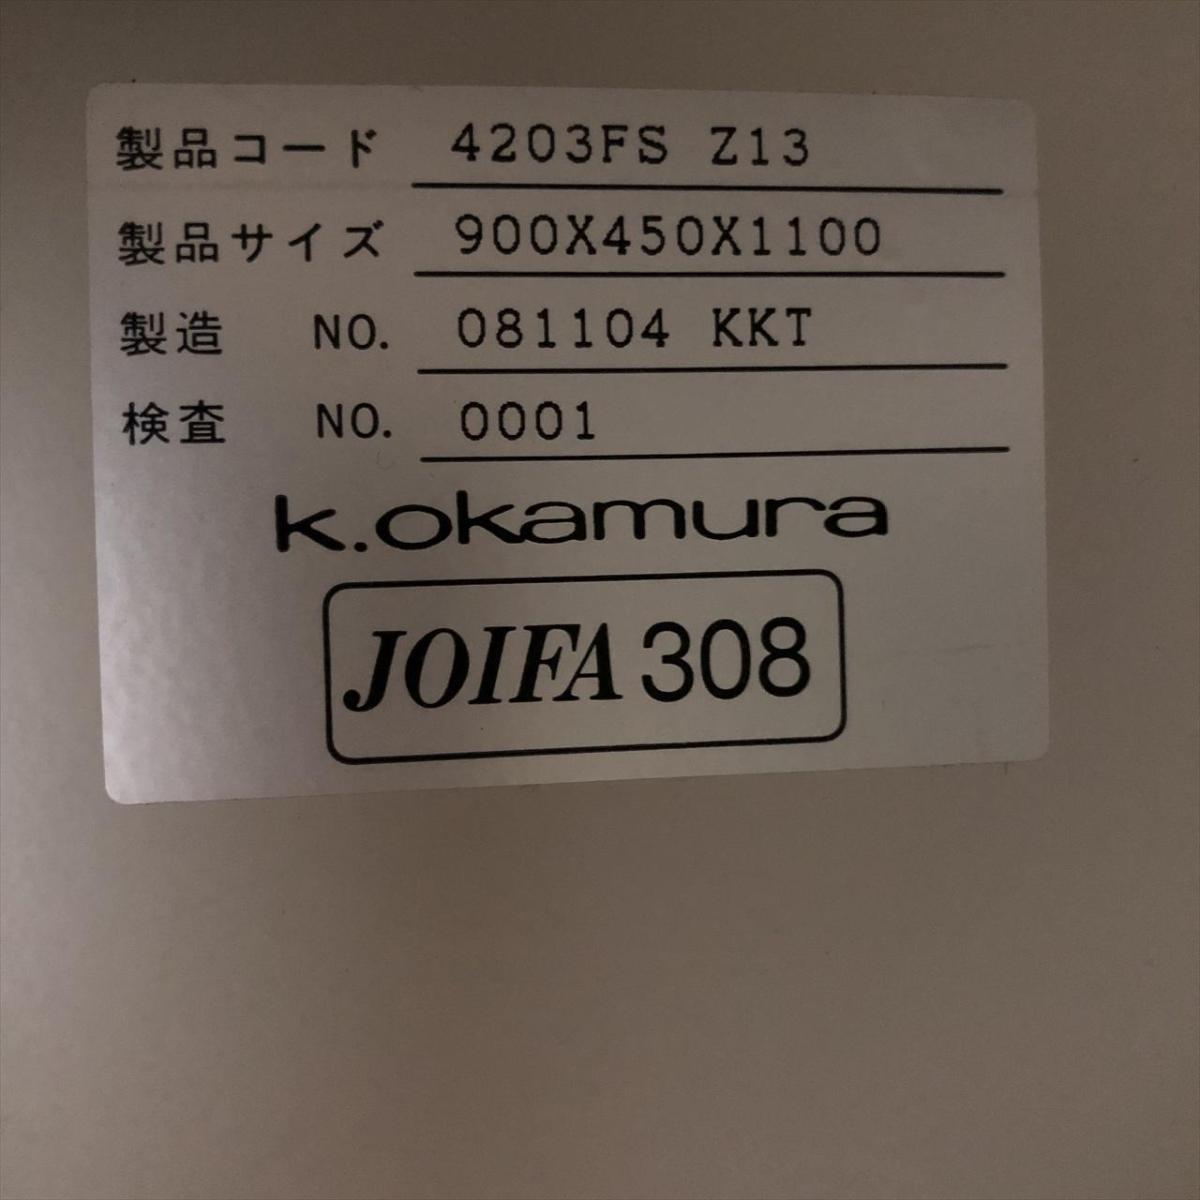 製品コード 4203FS Z13
製品サイズ 900X450X1100
製造 NO. 081104 KKT
検査 NO. 0001
k.okamura
JOIFA 308